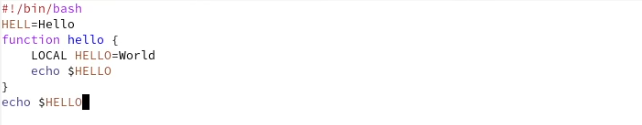 #!/bin/bash
HELL=Hello
function hello {
    LOCAL HELLO=World
    echo $HELLO
}
echo $HELLO